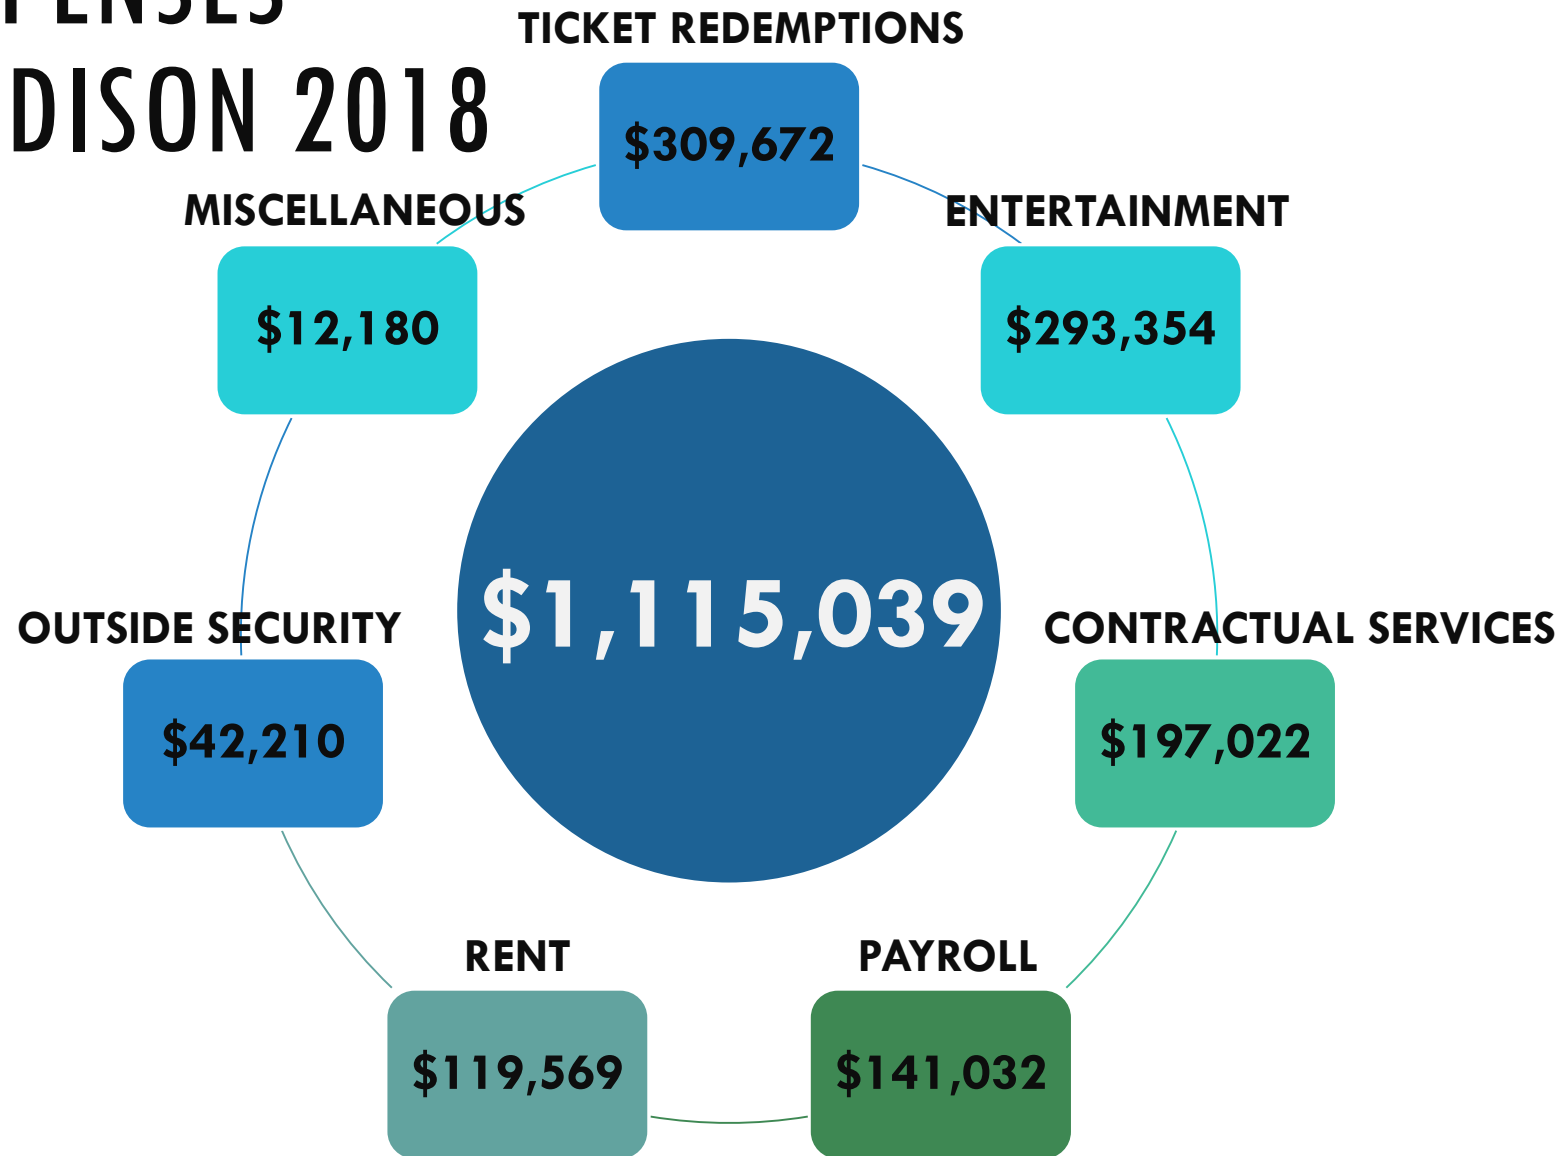 PENSES
DISON 2018
TICKET REDEMPTIONS
$309,672
MISCELLANEOUS
$12,180
ENTERTAINMENT
$293,354
$1,115,039
OUTSIDE SECURITY
$42,210
CONTRACTUAL SERVICES
$197,022
RENT
$119,569
PAYROLL
$141,032